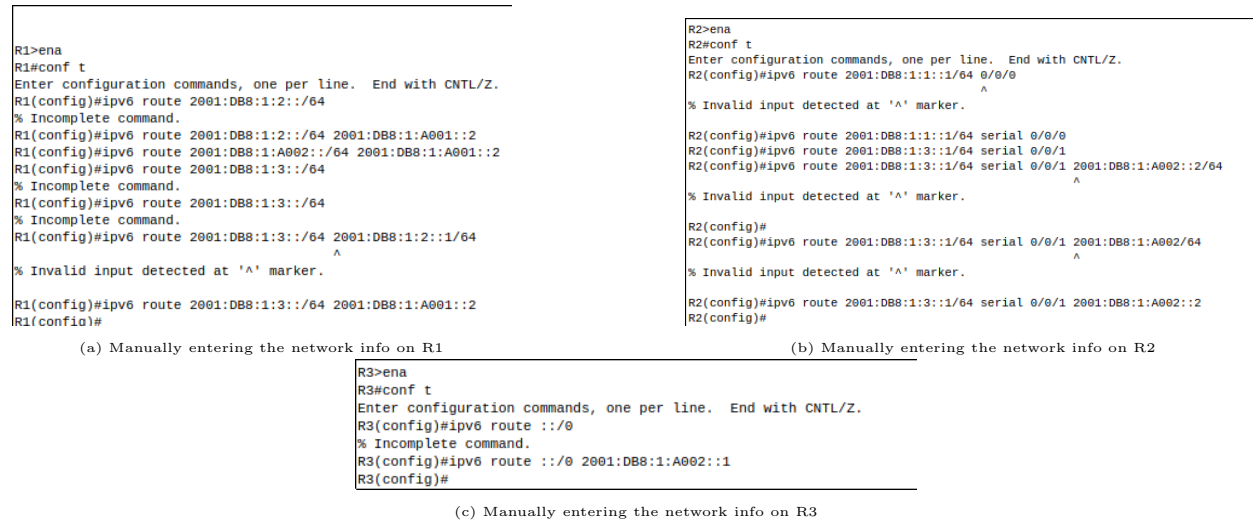 R1>ena
R1#conf t
Enter configuration commands, one per line.  End with CNTL/Z.
R1(config)#ipv6 route 2001:DB8:1:2::/64
% Incomplete command.
R1(config)#ipv6 route 2001:DB8:1:2::/64 2001:DB8:1:A001::2
R1(config)#ipv6 route 2001:DB8:1:A002::/64 2001:DB8:1:A001::2
R1(config)#ipv6 route 2001:DB8:1:3::/64
% Incomplete command.
R1(config)#ipv6 route 2001:DB8:1:3::/64
% Incomplete command.
R1(config)#ipv6 route 2001:DB8:1:3::/64 2001:DB8:1:2::1/64
^
% Invalid input detected at '^' marker.
R1(config)#ipv6 route 2001:DB8:1:3::/64 2001:DB8:1:A001::2
R1(config)#
(a) Manually entering the network info on R1
R2>ena
R2#conf t
Enter configuration commands, one per line.  End with CNTL/Z.
R2(config)#ipv6 route 2001:DB8:1:1::1/64 0/0/0
^
% Invalid input detected at '^' marker.
R2(config)#ipv6 route 2001:DB8:1:1::1/64 serial 0/0/0
R2(config)#ipv6 route 2001:DB8:1:3::1/64 serial 0/0/1
R2(config)#ipv6 route 2001:DB8:1:3::1/64 serial 0/0/1 2001:DB8:1:A002::2/64
^
% Invalid input detected at '^' marker.
R2(config)#
R2(config)#ipv6 route 2001:DB8:1:3::1/64 serial 0/0/1 2001:DB8:1:A002/64
^
% Invalid input detected at '^' marker.
R2(config)#ipv6 route 2001:DB8:1:3::1/64 serial 0/0/1 2001:DB8:1:A002::2
R2(config)#
(b) Manually entering the network info on R2
R3>ena
R3#conf t
Enter configuration commands, one per line.  End with CNTL/Z.
R3(config)#ipv6 route ::/0
% Incomplete command.
R3(config)#ipv6 route ::/0 2001:DB8:1:A002::1
R3(config)#
(c) Manually entering the network info on R3